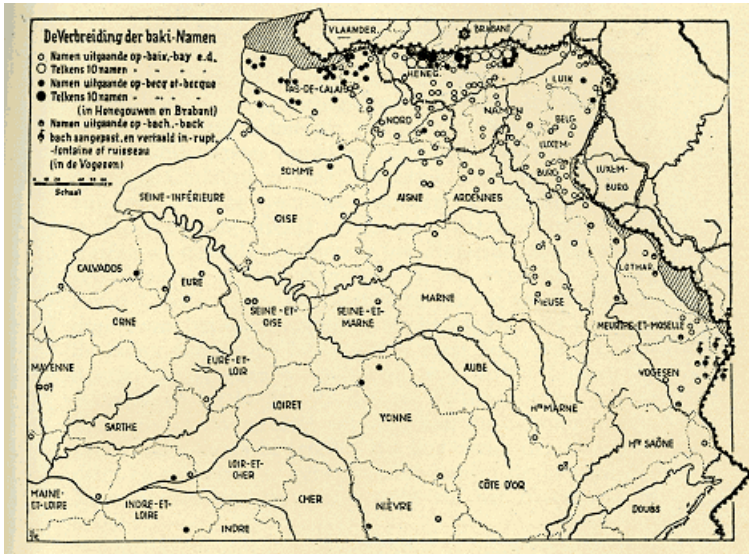 De Verbreiding der baki-Namen
Namen uitgaande op-baix,-bay e.d.
Telkens 10 namen " " "
Namen uitgaande op-becq et-becque
Telkens 10 namen " " "
(in Henegouwen en Brabant)
Namen uitgaande op-bach,-back
bach aangepast, en vertaald in-rupt,
-fontaine of ruisseau
(in de Vogesen)
Schaal
VLAANDER.
BRABANT
HENEG.
LUIK
PAS-DE-CALAIS
NORD
NAMEN
BELG
LUXEM-
BURG
LUXEM-
BURG
SOMME
SEINE-INFÉRIEURE
OISE
AISNE
ARDENNES
LOTHAR.
CALVADOS
EURE
ORNE
SEINE-ET-
OISE
SEINE-
ET-
MARNE
MARNE
MEUSE
MEURTHE-ET-MOSELLE
MAYENNE
EURE-ET-
LOIR
AUBE
VOGESEN
LOIRET
YONNE
Hte MARNE
SARTHE
Hte SAÔNE
LOIR-ET-
CHER
MAINE-
ET-LOIRE
INDRE-ET-
LOIRE
CHER
CÔTE D'OR
NIÈVRE
DOUBS
INDRE